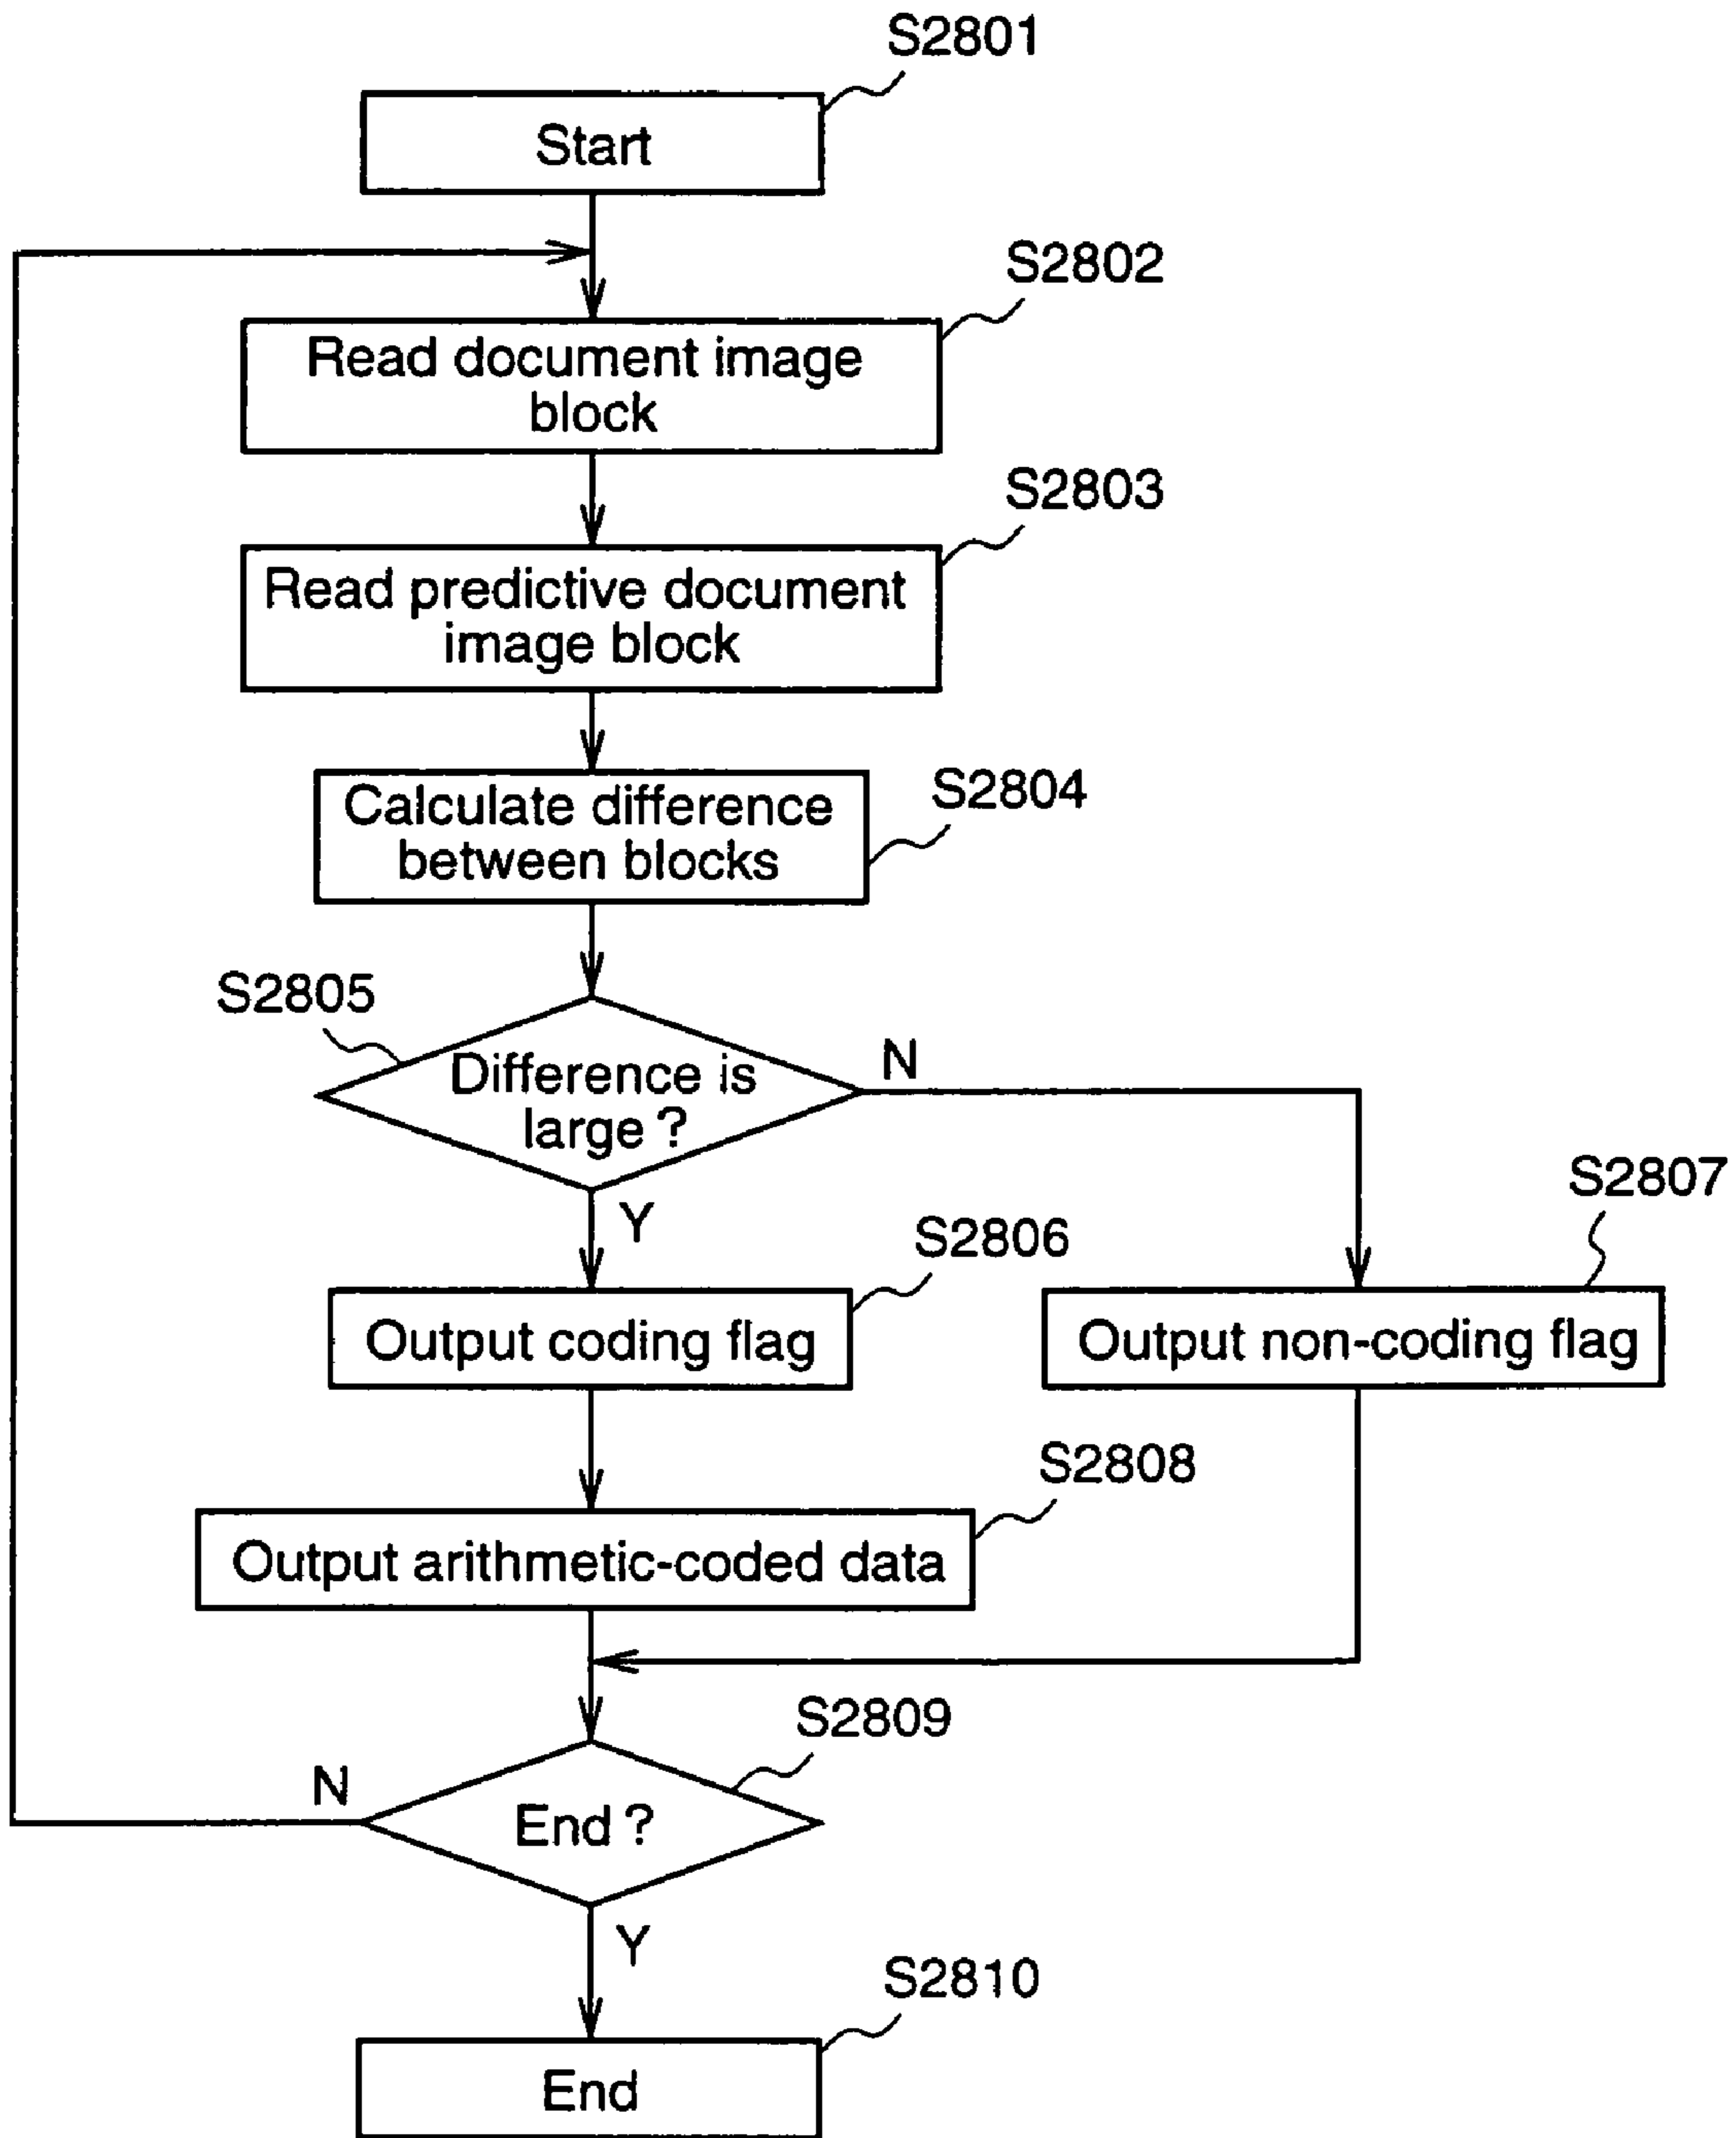 S2801
Start
S2802
Read document image
block
S2803
Read predictive document
image block
S2804
Calculate difference
between blocks
S2805
Difference is
large ?
N
Y
S2806
S2807
Output coding flag
Output non-coding flag
S2808
Output arithmetic-coded data
S2809
N
End ?
Y
S2810
End